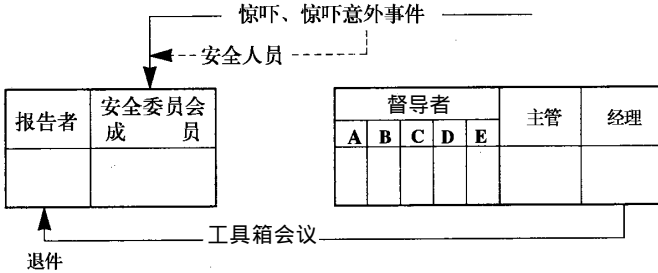 惊吓、惊吓意外事件
安全人员
报告者
安全委员会
成 员
督导者
A B C D E
主管
经理
工具箱会议
退件